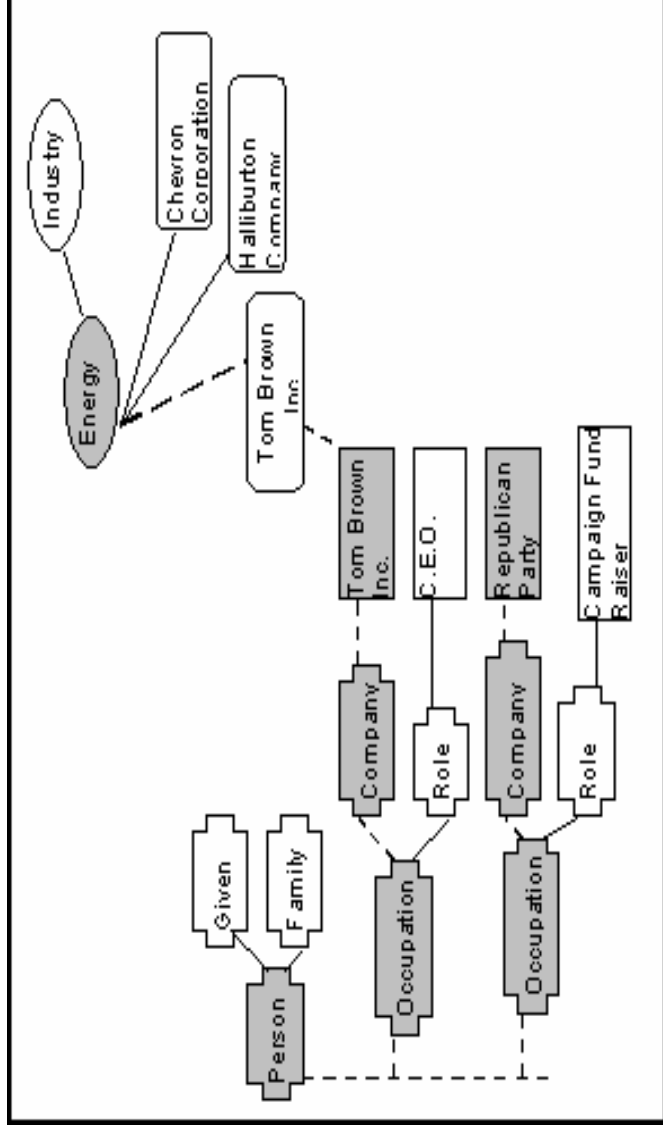 Industry
Energy
Chevron
Corporation
Halliburton
Company
Tom Brown
Inc
Person
Given
Family
Occupation
Company
Tom Brown
Inc.
Role
C.E.O.
Occupation
Company
Republican
Party
Role
Campaign Fund
Raiser